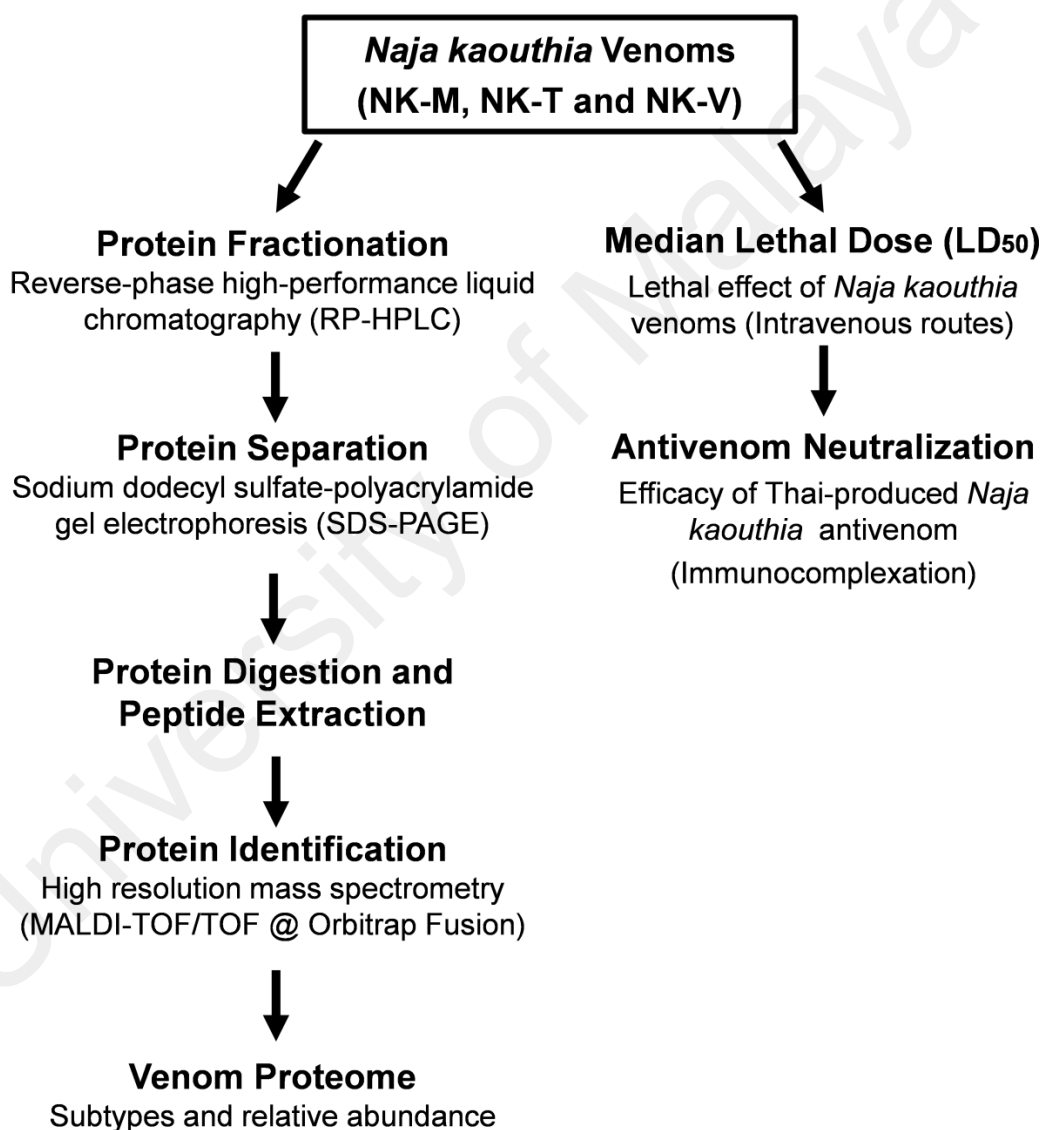 Naja kaouthia Venoms
(NK-M, NK-T and NK-V)
Protein Fractionation
Reverse-phase high-performance liquid
chromatography (RP-HPLC)
Protein Separation
Sodium dodecyl sulfate-polyacrylamide
gel electrophoresis (SDS-PAGE)
Protein Digestion and
Peptide Extraction
Protein Identification
High resolution mass spectrometry
(MALDI-TOF/TOF @ Orbitrap Fusion)
Venom Proteome
Subtypes and relative abundance
Median Lethal Dose (LD50)
Lethal effect of Naja kaouthia
venoms (Intravenous routes)
Antivenom Neutralization
Efficacy of Thai-produced Naja
kaouthia antivenom
(Immunocomplexation)
University of Malaya